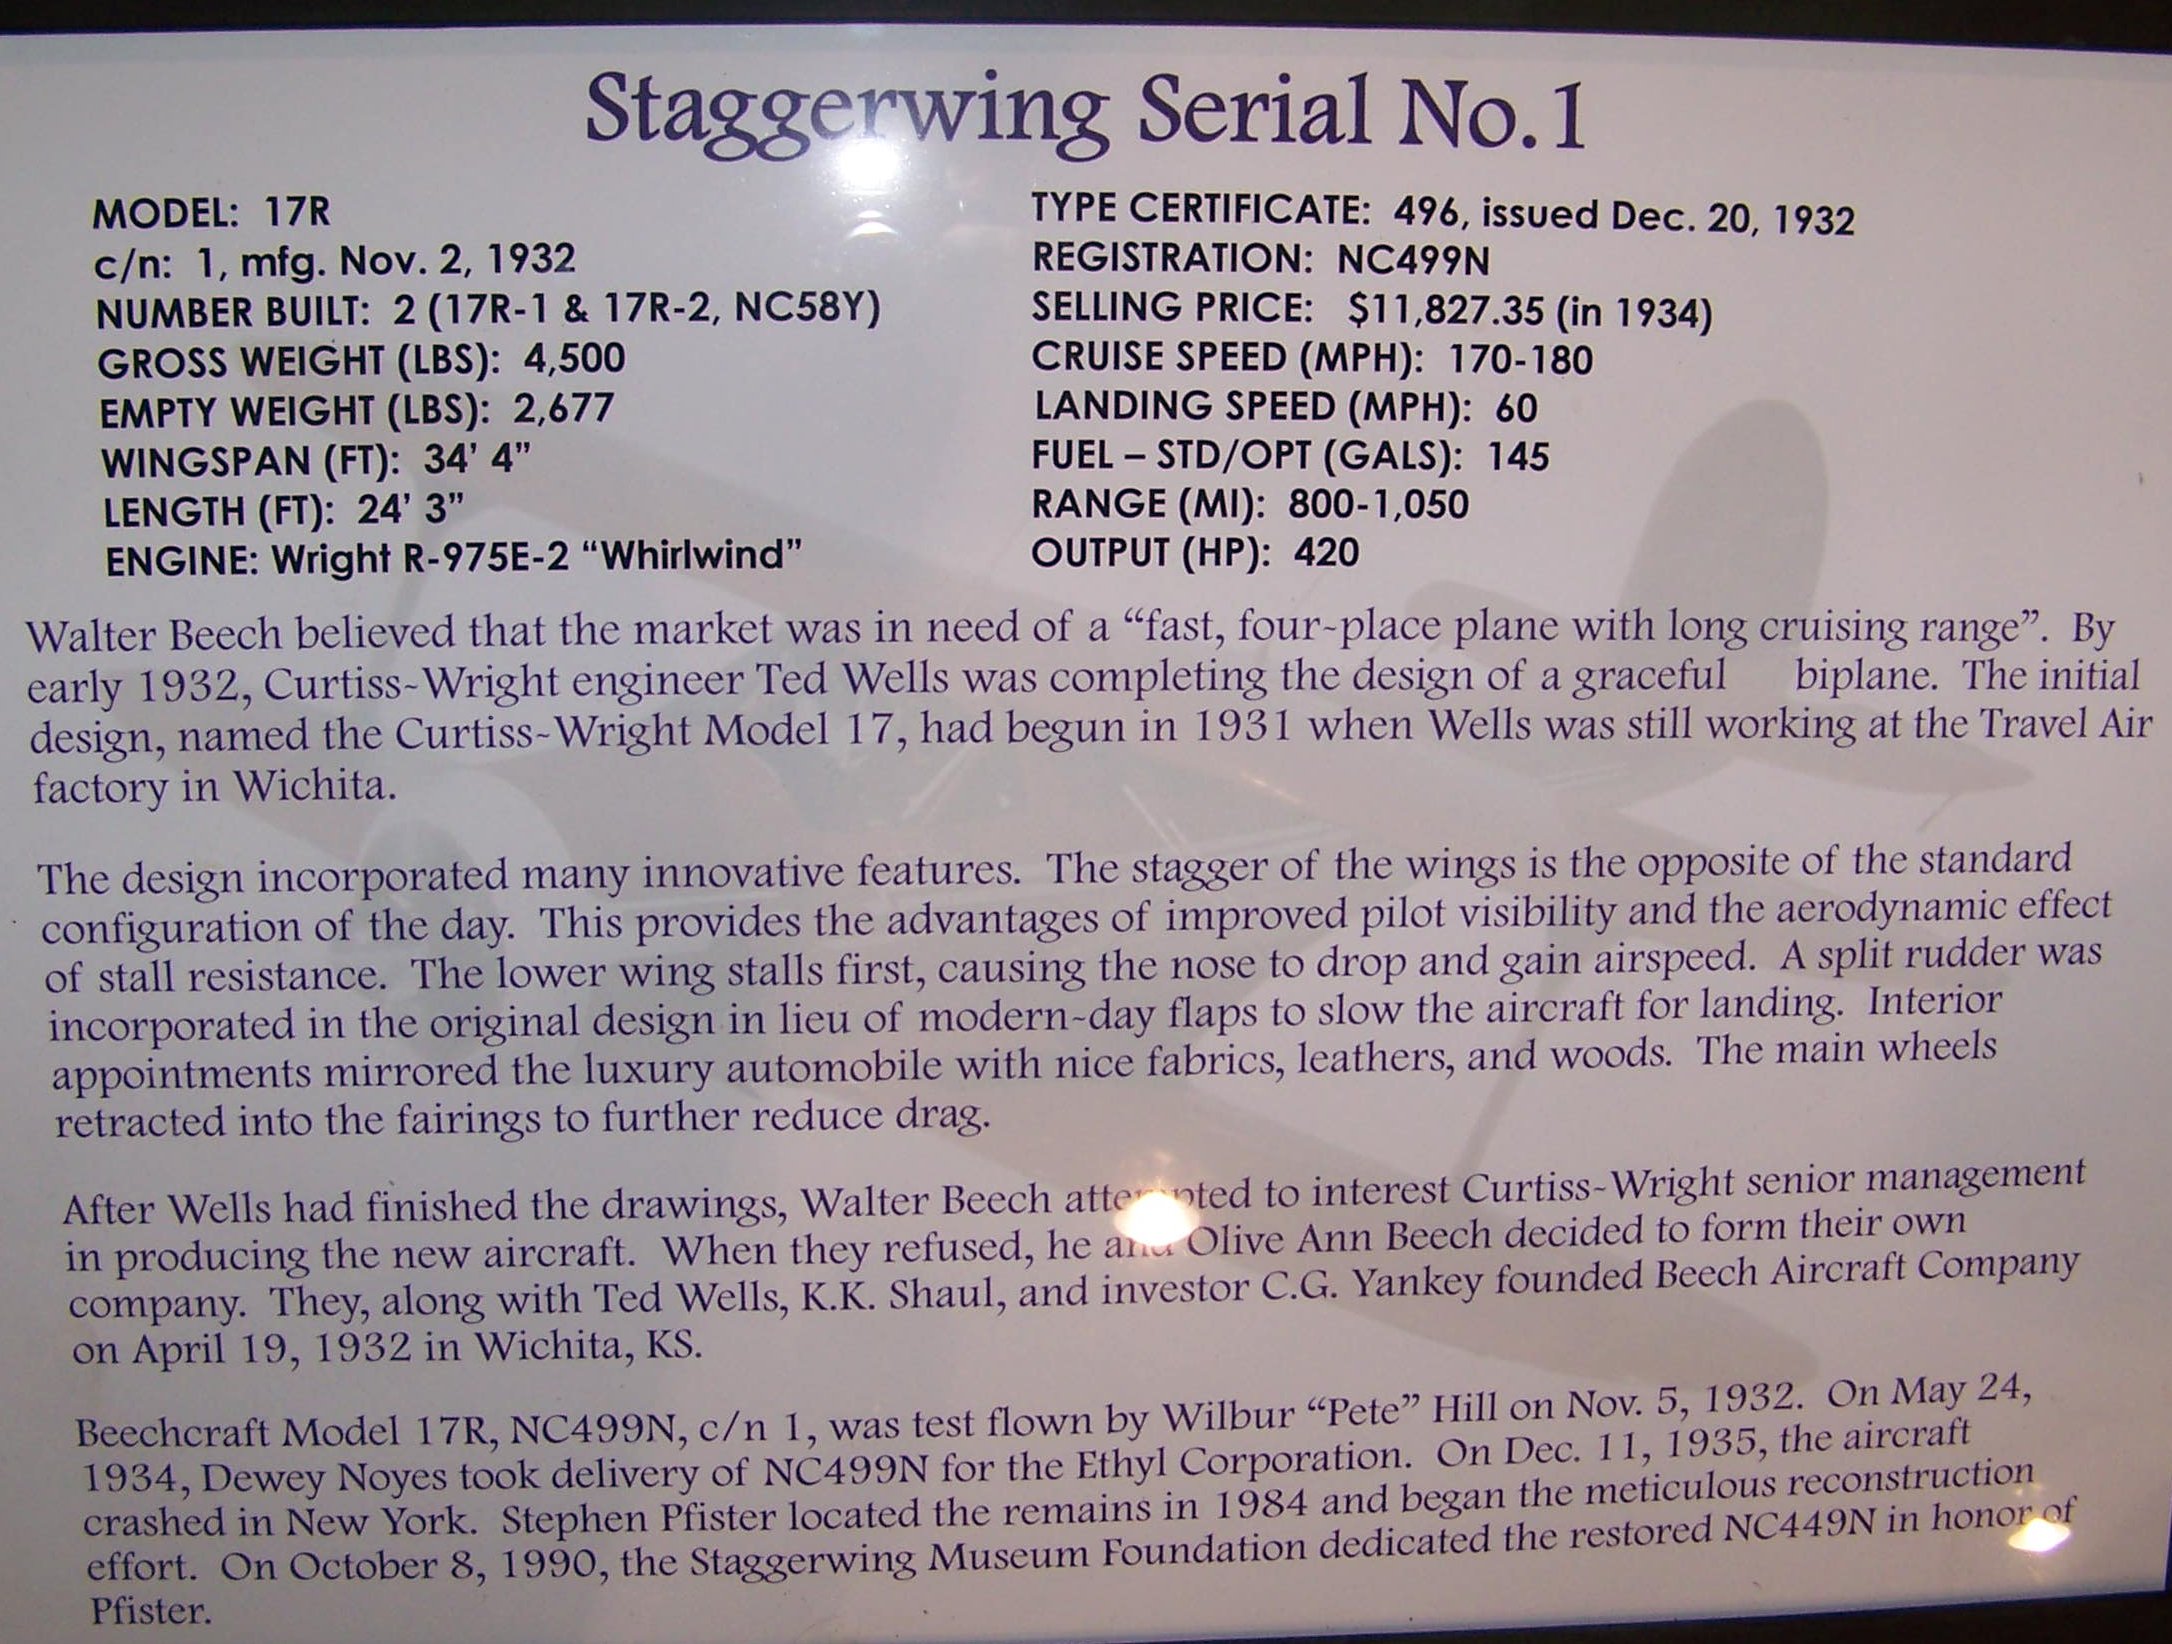 Staggerwing Serial No.1
MODEL: 17R
c/n: 1, mfg. Nov. 2, 1932
NUMBER BUILT: 2 (17R-1 & 17R-2, NC58Y)
GROSS WEIGHT (LBS): 4,500
EMPTY WEIGHT (LBS): 2,677
WINGSPAN (FT): 34' 4"
LENGTH (FT): 24' 3"
ENGINE: Wright R-975E-2 “Whirlwind”
TYPE CERTIFICATE: 496, issued Dec. 20, 1932
REGISTRATION: NC499N
SELLING PRICE: $11,827.35 (in 1934)
CRUISE SPEED (MPH): 170-180
LANDING SPEED (MPH): 60
FUEL – STD/OPT (GALS): 145
RANGE (MI): 800-1,050
OUTPUT (HP): 420
Walter Beech believed that the market was in need of a “fast, four-place plane with long cruising range”. By
early 1932, Curtiss-Wright engineer Ted Wells was completing the design of a graceful biplane. The initial
design, named the Curtiss-Wright Model 17, had begun in 1931 when Wells was still working at the Travel Air
factory in Wichita.
The design incorporated many innovative features. The stagger of the wings is the opposite of the standard
configuration of the day. This provides the advantages of improved pilot visibility and the aerodynamic effect
of stall resistance. The lower wing stalls first, causing the nose to drop and gain airspeed. A split rudder was
incorporated in the original design in lieu of modern-day flaps to slow the aircraft for landing. Interior
appointments mirrored the luxury automobile with nice fabrics, leathers, and woods. The main wheels
retracted into the fairings to further reduce drag.
After Wells had finished the drawings, Walter Beech attempted to interest Curtiss-Wright senior management
in producing the new aircraft. When they refused, he and Olive Ann Beech decided to form their own
company. They, along with Ted Wells, K.K. Shaul, and investor C.G. Yankey founded Beech Aircraft Company
on April 19, 1932 in Wichita, KS.
Beechcraft Model 17R, NC499N, c/n 1, was test flown by Wilbur “Pete” Hill on Nov. 5, 1932. On May 24,
1934, Dewey Noyes took delivery of NC499N for the Ethyl Corporation. On Dec. 11, 1935, the aircraft
crashed in New York. Stephen Pfister located the remains in 1984 and began the meticulous reconstruction
effort. On October 8, 1990, the Staggerwing Museum Foundation dedicated the restored NC449N in honor of
Pfister.